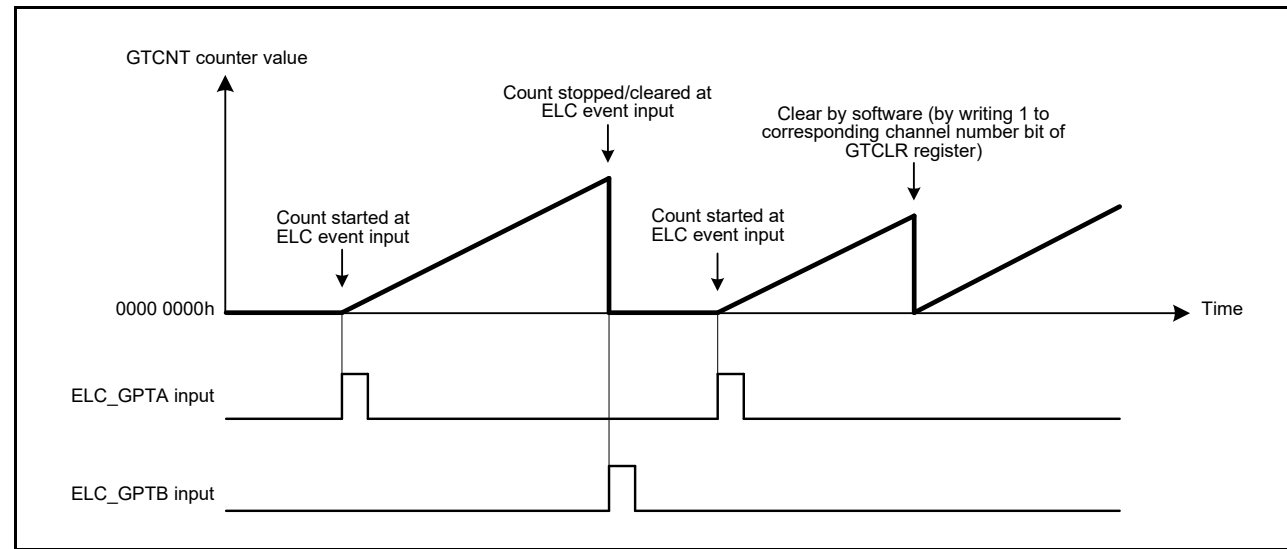 GTCNT counter value
Count stopped/cleared at
ELC event input
Clear by software (by writing 1 to
corresponding channel number bit of
GTCLR register)
Count started at
ELC event input
Count started at
ELC event input
0000 0000h
Time
ELC_GPTA input
ELC_GPTB input